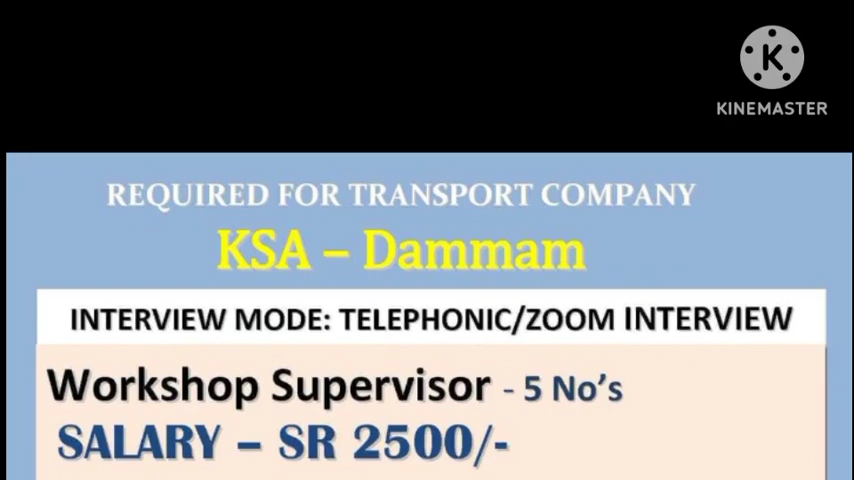 KINEMASTER
REQUIRED FOR TRANSPORT COMPANY
KSA – Dammam
INTERVIEW MODE: TELEPHONIC/ZOOM INTERVIEW
Workshop Supervisor - 5 No's
SALARY – SR 2500/-